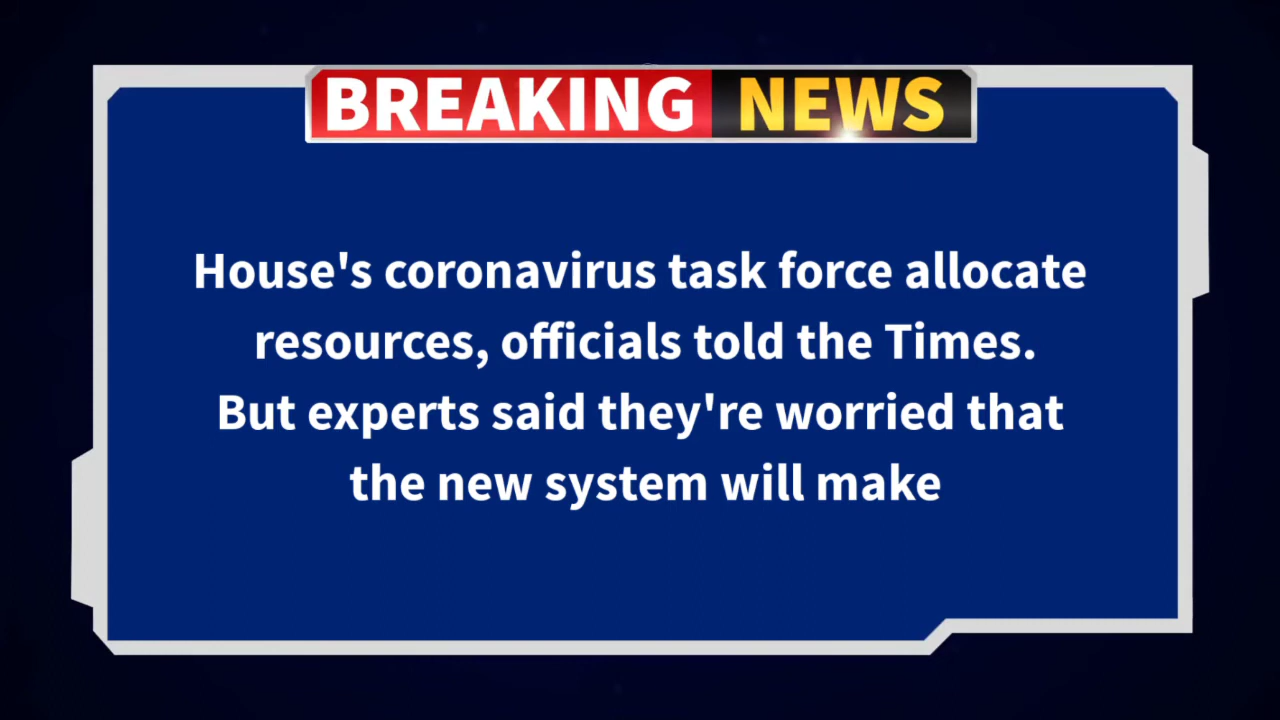 BREAKING NEWS
House's coronavirus task force allocate
resources, officials told the Times.
But experts said they're worried that
the new system will make